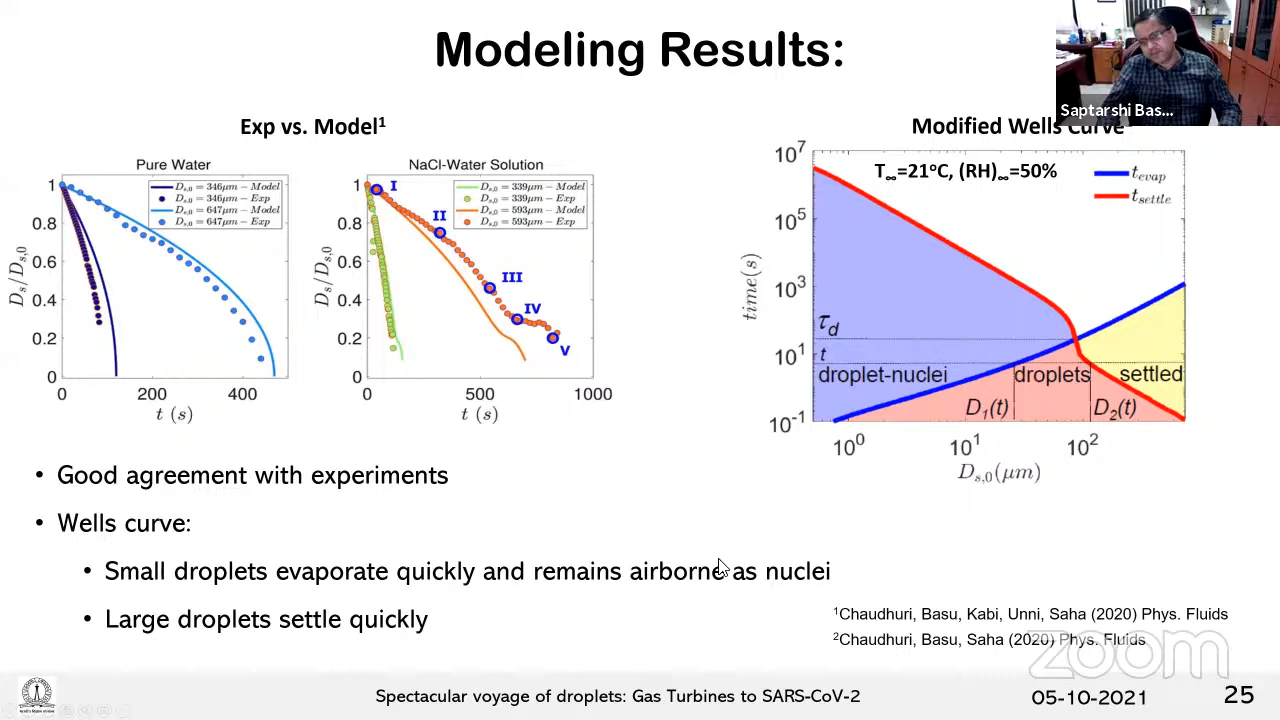 Modeling Results:
Saptarshi Bas...
Exp vs. Model¹
Modified Wells Curve
Pure Water
D_s,0 = 346μm − Model
D_s,0 = 346μm − Exp
D_s,0 = 647μm − Model
D_s,0 = 647μm − Exp
D_s/D_s,0
1
0.8
0.6
0.4
0.2
0
0 200 400
t (s)
NaCl-Water Solution
D_s,0 = 339μm − Model
D_s,0 = 339μm − Exp
D_s,0 = 593μm − Model
D_s,0 = 593μm − Exp
D_s/D_s,0
1
0.8
0.6
0.4
0.2
0
I
II
III
IV
V
0 500 1000
t (s)
T∞=21°C, (RH)∞=50%
t_evap
t_settle
time(s)
10⁷
10⁵
10³
10¹
10⁻¹
τ_d
t
droplet-nuclei droplets settled
D₁(t) D₂(t)
10⁰ 10¹ 10²
D_s,0(μm)
• Good agreement with experiments
• Wells curve:
• Small droplets evaporate quickly and remains airborne as nuclei
• Large droplets settle quickly
¹Chaudhuri, Basu, Kabi, Unni, Saha (2020) Phys. Fluids
²Chaudhuri, Basu, Saha (2020) Phys. Fluids
zoom
Spectacular voyage of droplets: Gas Turbines to SARS-CoV-2
05-10-2021
25